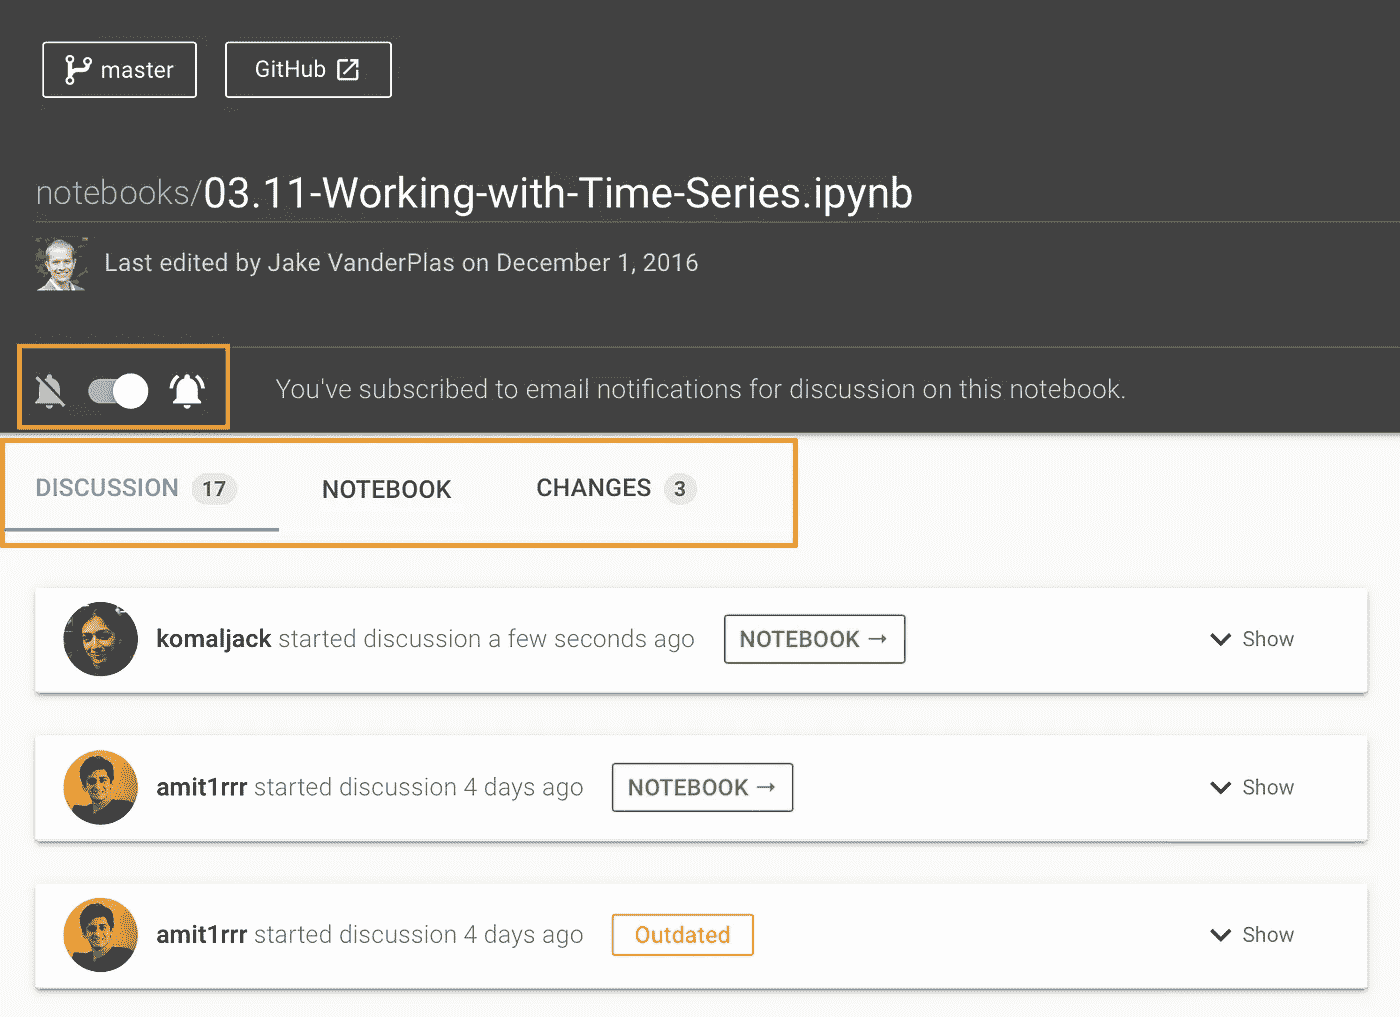 master GitHub
notebooks/03.11-Working-with-Time-Series.ipynb
Last edited by Jake VanderPlas on December 1, 2016
You've subscribed to email notifications for discussion on this notebook.
DISCUSSION 17 NOTEBOOK CHANGES 3
komaljack started discussion a few seconds ago NOTEBOOK → Show
amit1rrr started discussion 4 days ago NOTEBOOK → Show
amit1rrr started discussion 4 days ago Outdated Show